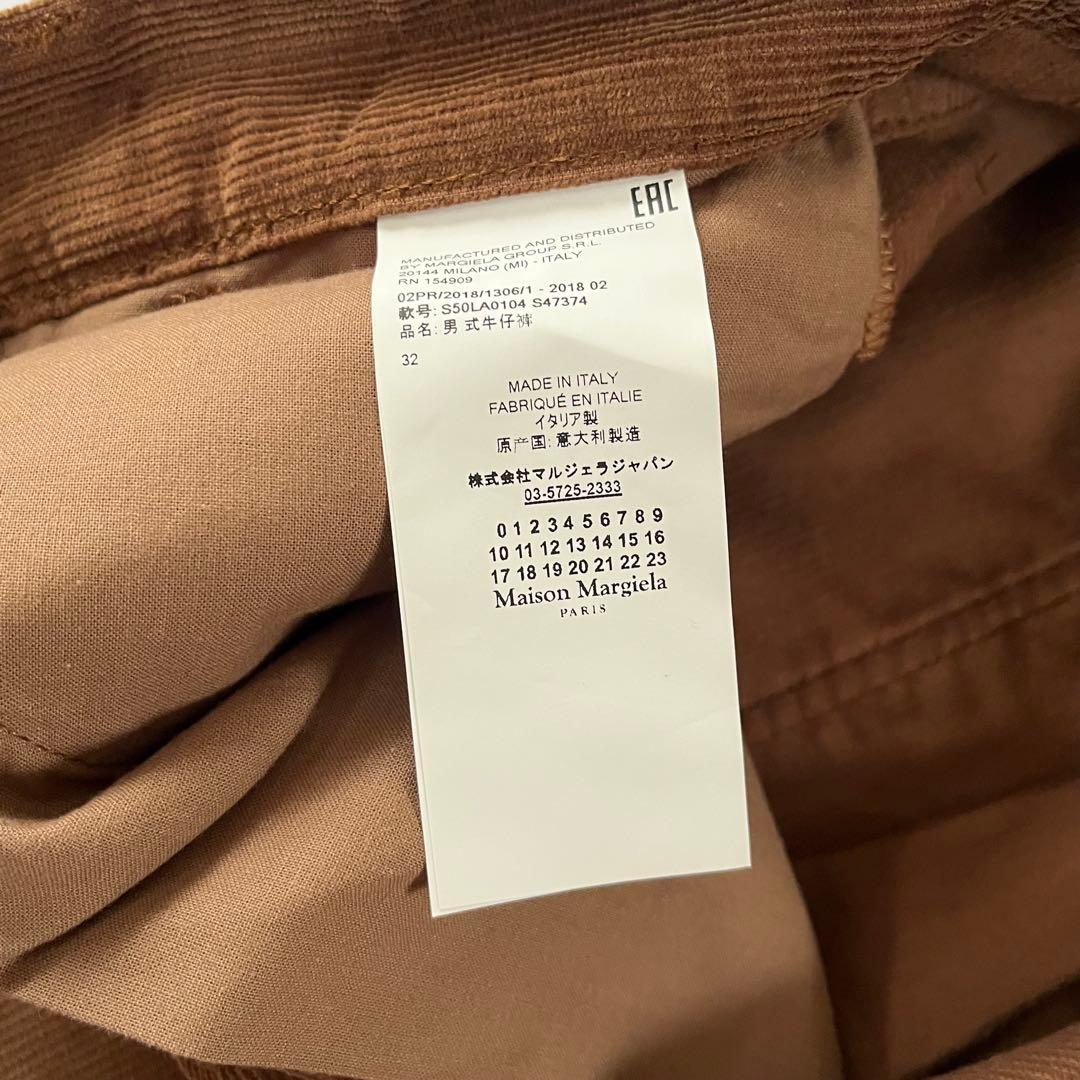 EAC
MANUFACTURED AND DISTRIBUTED
BY MARGIELA GROUP S.R.L.
20144 MILANO (MI) - ITALY
RN 154909
02PR/2018/1306/1 - 2018 02
款号: S50LA0104 S47374
品名: 男式牛仔裤
32
MADE IN ITALY
FABRIQUÉ EN ITALIE
イタリア製
原产国: 意大利製造
株式会社マルジェラジャパン
03-5725-2333
0 1 2 3 4 5 6 7 8 9
10 11 12 13 14 15 16
17 18 19 20 21 22 23
Maison Margiela
PARIS